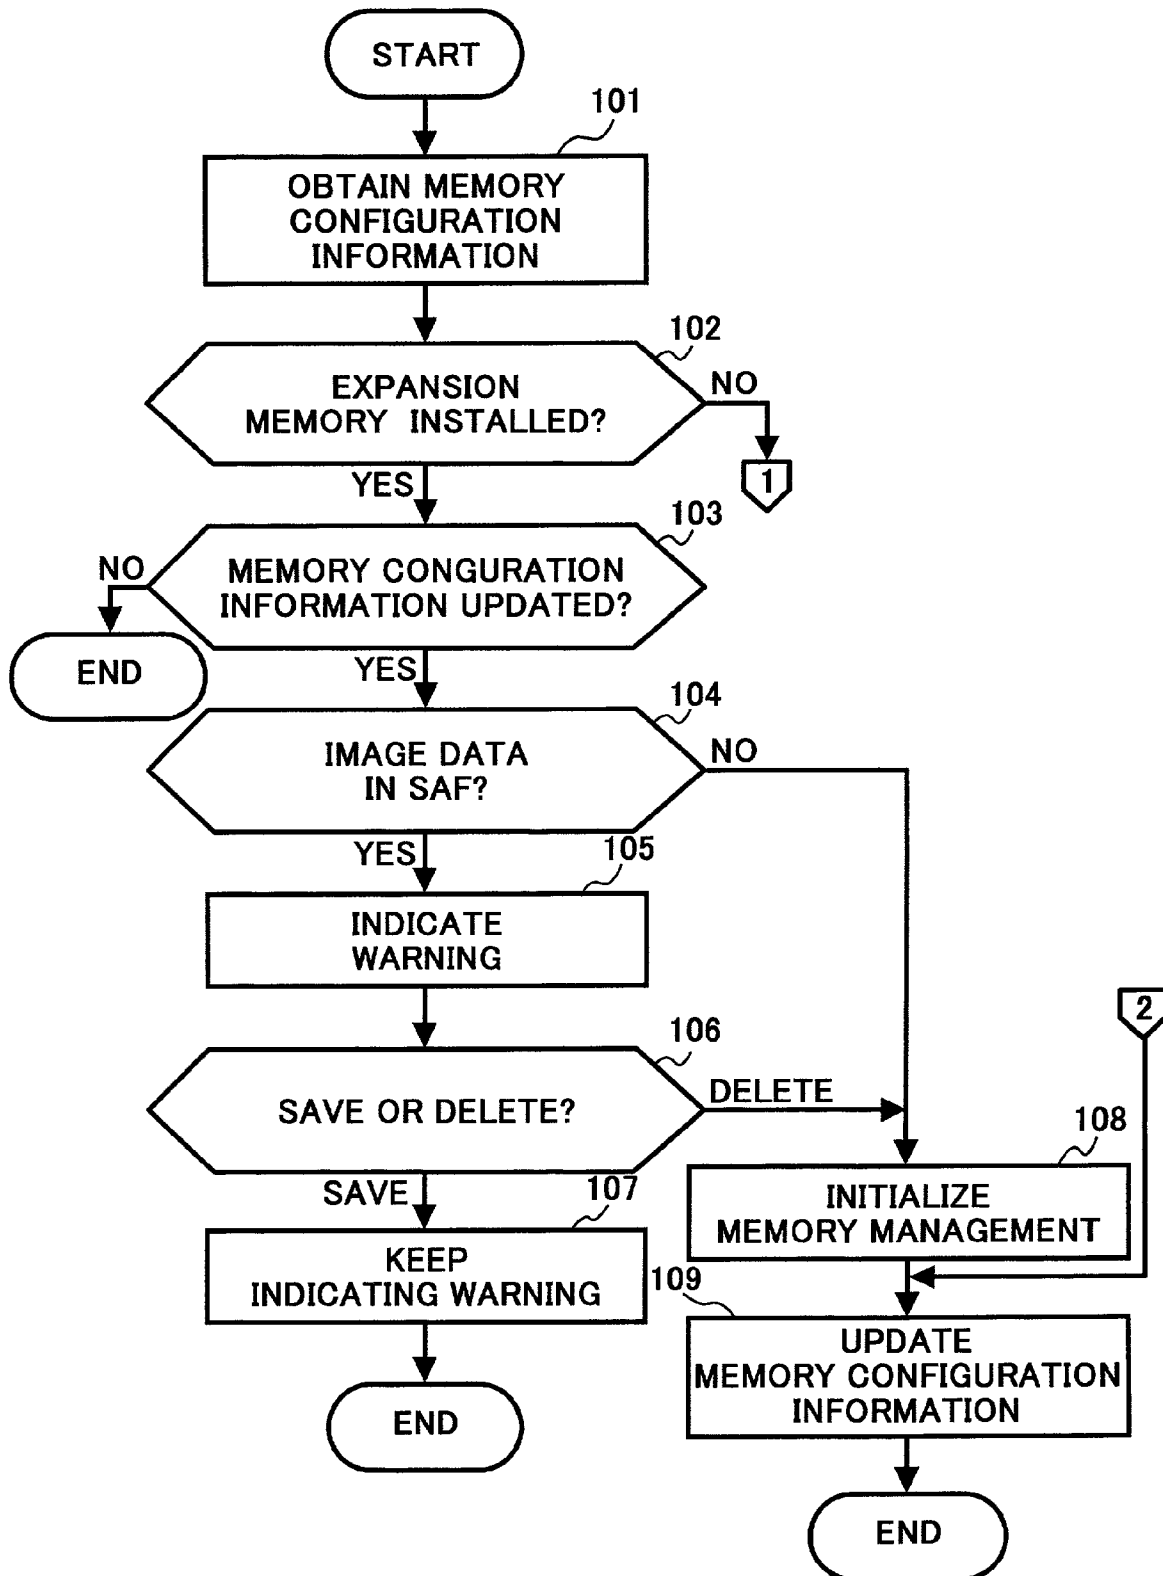 START
101
OBTAIN MEMORY
CONFIGURATION
INFORMATION
102
EXPANSION
MEMORY INSTALLED?
NO
1
YES
103
MEMORY CONGURATION
INFORMATION UPDATED?
NO
END
YES
104
IMAGE DATA
IN SAF?
NO
YES
105
INDICATE
WARNING
2
106
SAVE OR DELETE?
DELETE
SAVE
107
KEEP
INDICATING WARNING
END
108
INITIALIZE
MEMORY MANAGEMENT
109
UPDATE
MEMORY CONFIGURATION
INFORMATION
END